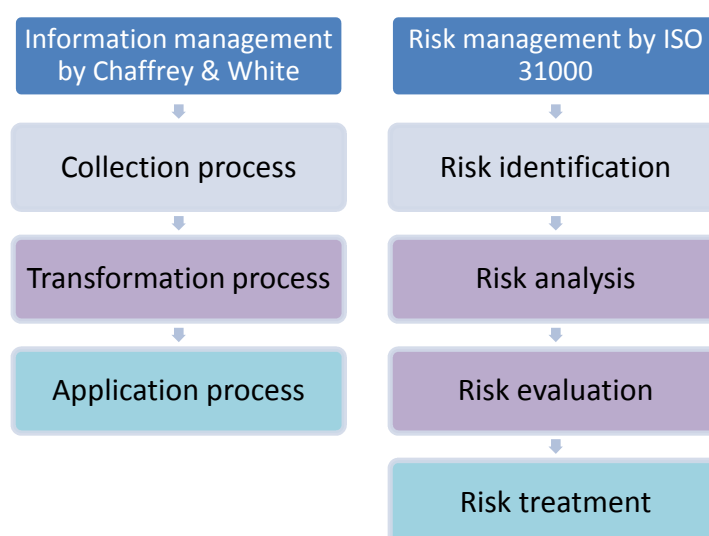 Information management
by Chaffrey & White
Collection process
Transformation process
Application process
Risk management by ISO
31000
Risk identification
Risk analysis
Risk evaluation
Risk treatment